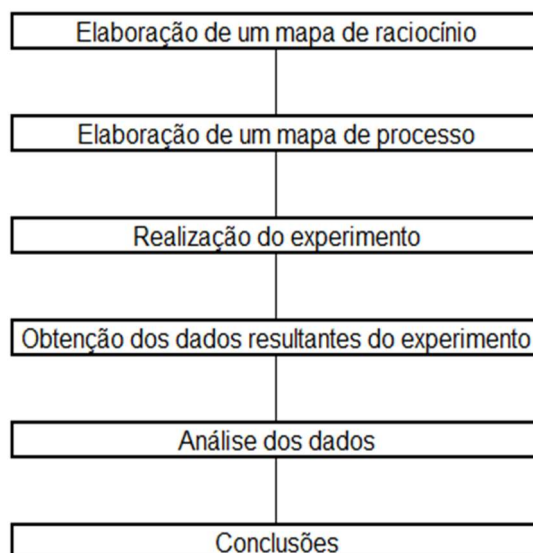 Elaboração de um mapa de raciocínio
Elaboração de um mapa de processo
Realização do experimento
Obtenção dos dados resultantes do experimento
Análise dos dados
Conclusões